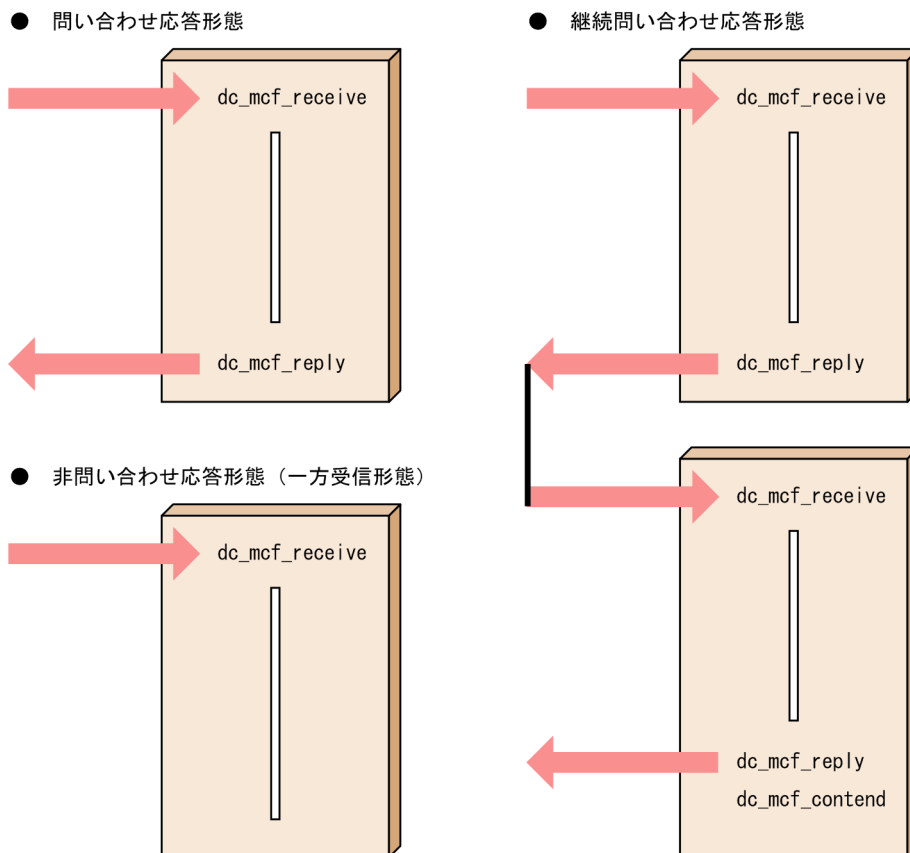 ● 問い合わせ応答形態
dc_mcf_receive
dc_mcf_reply
● 非問い合わせ応答形態（一方受信形態）
dc_mcf_receive
● 継続問い合わせ応答形態
dc_mcf_receive
dc_mcf_reply
dc_mcf_receive
dc_mcf_reply
dc_mcf_contend